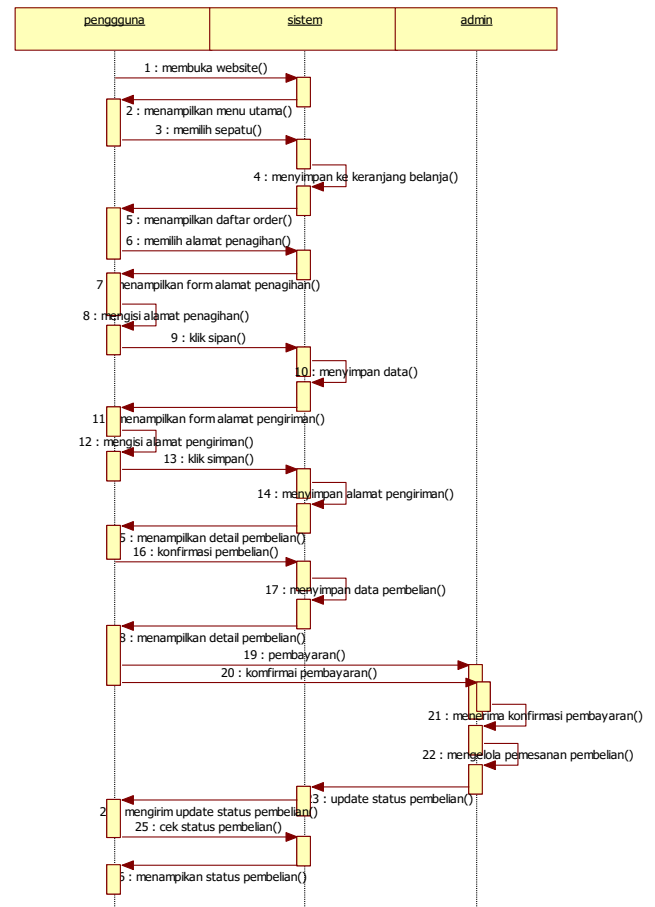 penggguna
sistem
admin
1 : membuka website()
2 : menampilkan menu utama()
3 : memilih sepatu()
4 : menyimpan ke keranjang belanja()
5 : menampilkan daftar order()
6 : memilih alamat penagihan()
7 menampilkan form alamat penagihan()
8 : mengisi alamat penagihan()
9 : klik sipan()
10 : menyimpan data()
11 menampilkan form alamat pengiriman()
12 : mengisi alamat pengiriman()
13 : klik simpan()
14 : menyimpan alamat pengiriman()
5 : menampilkan detail pembelian()
16 : konfirmasi pembelian()
17 : menyimpan data pembelian()
8 : menampilkan detail pembelian()
19 : pembayaran()
20 : komfirmai pembayaran()
21 : menerima konfirmasi pembayaran()
22 : mengelola pemesanan pembelian()
23 : update status pembelian()
2 mengirim update status pembelian()
25 : cek status pembelian()
: menampikan status pembelian()